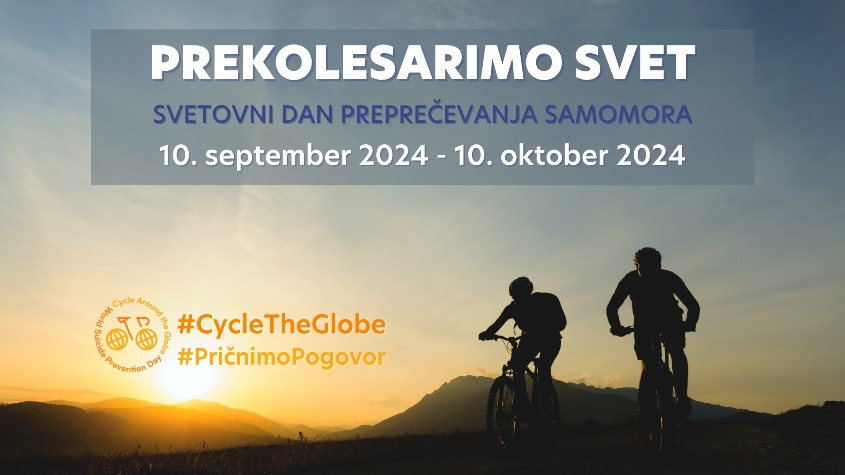 PREKOLESARIMO SVET
SVETOVNI DAN PREPREČEVANJA SAMOMORA
10. september 2024 - 10. oktober 2024
Cycle Around the Globe
World Suicide Prevention Day
#CycleTheGlobe
#PričnimoPogovor